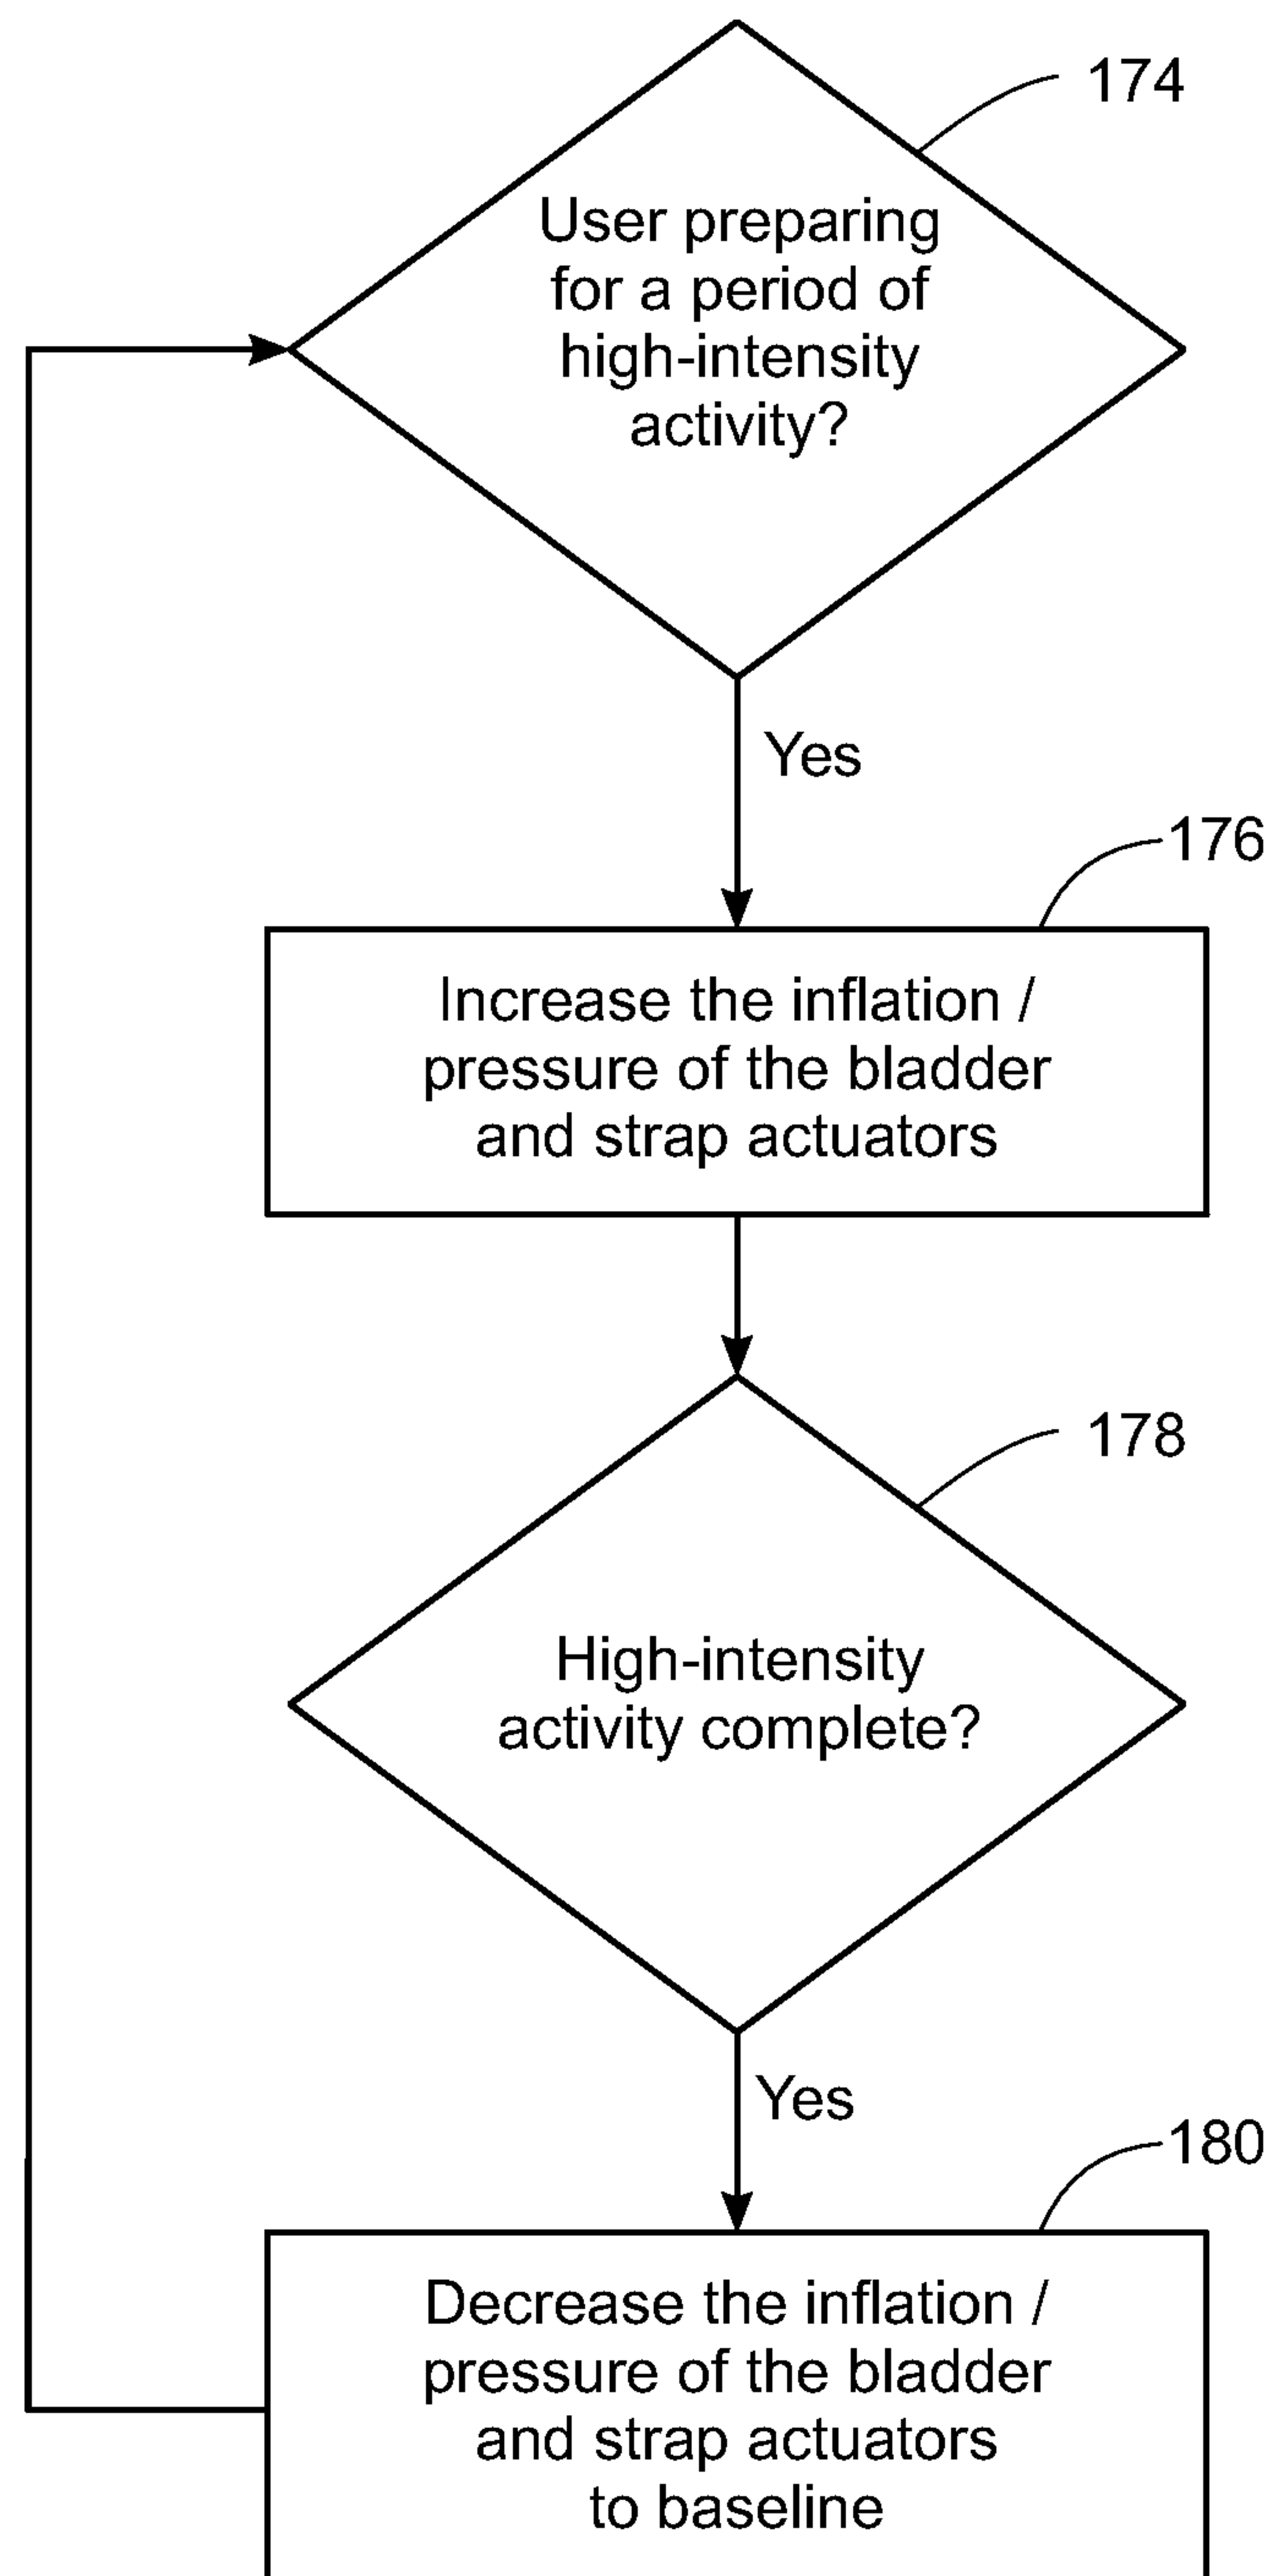 174
User preparing
for a period of
high-intensity
activity?
Yes
176
Increase the inflation /
pressure of the bladder
and strap actuators
178
High-intensity
activity complete?
Yes
180
Decrease the inflation /
pressure of the bladder
and strap actuators
to baseline